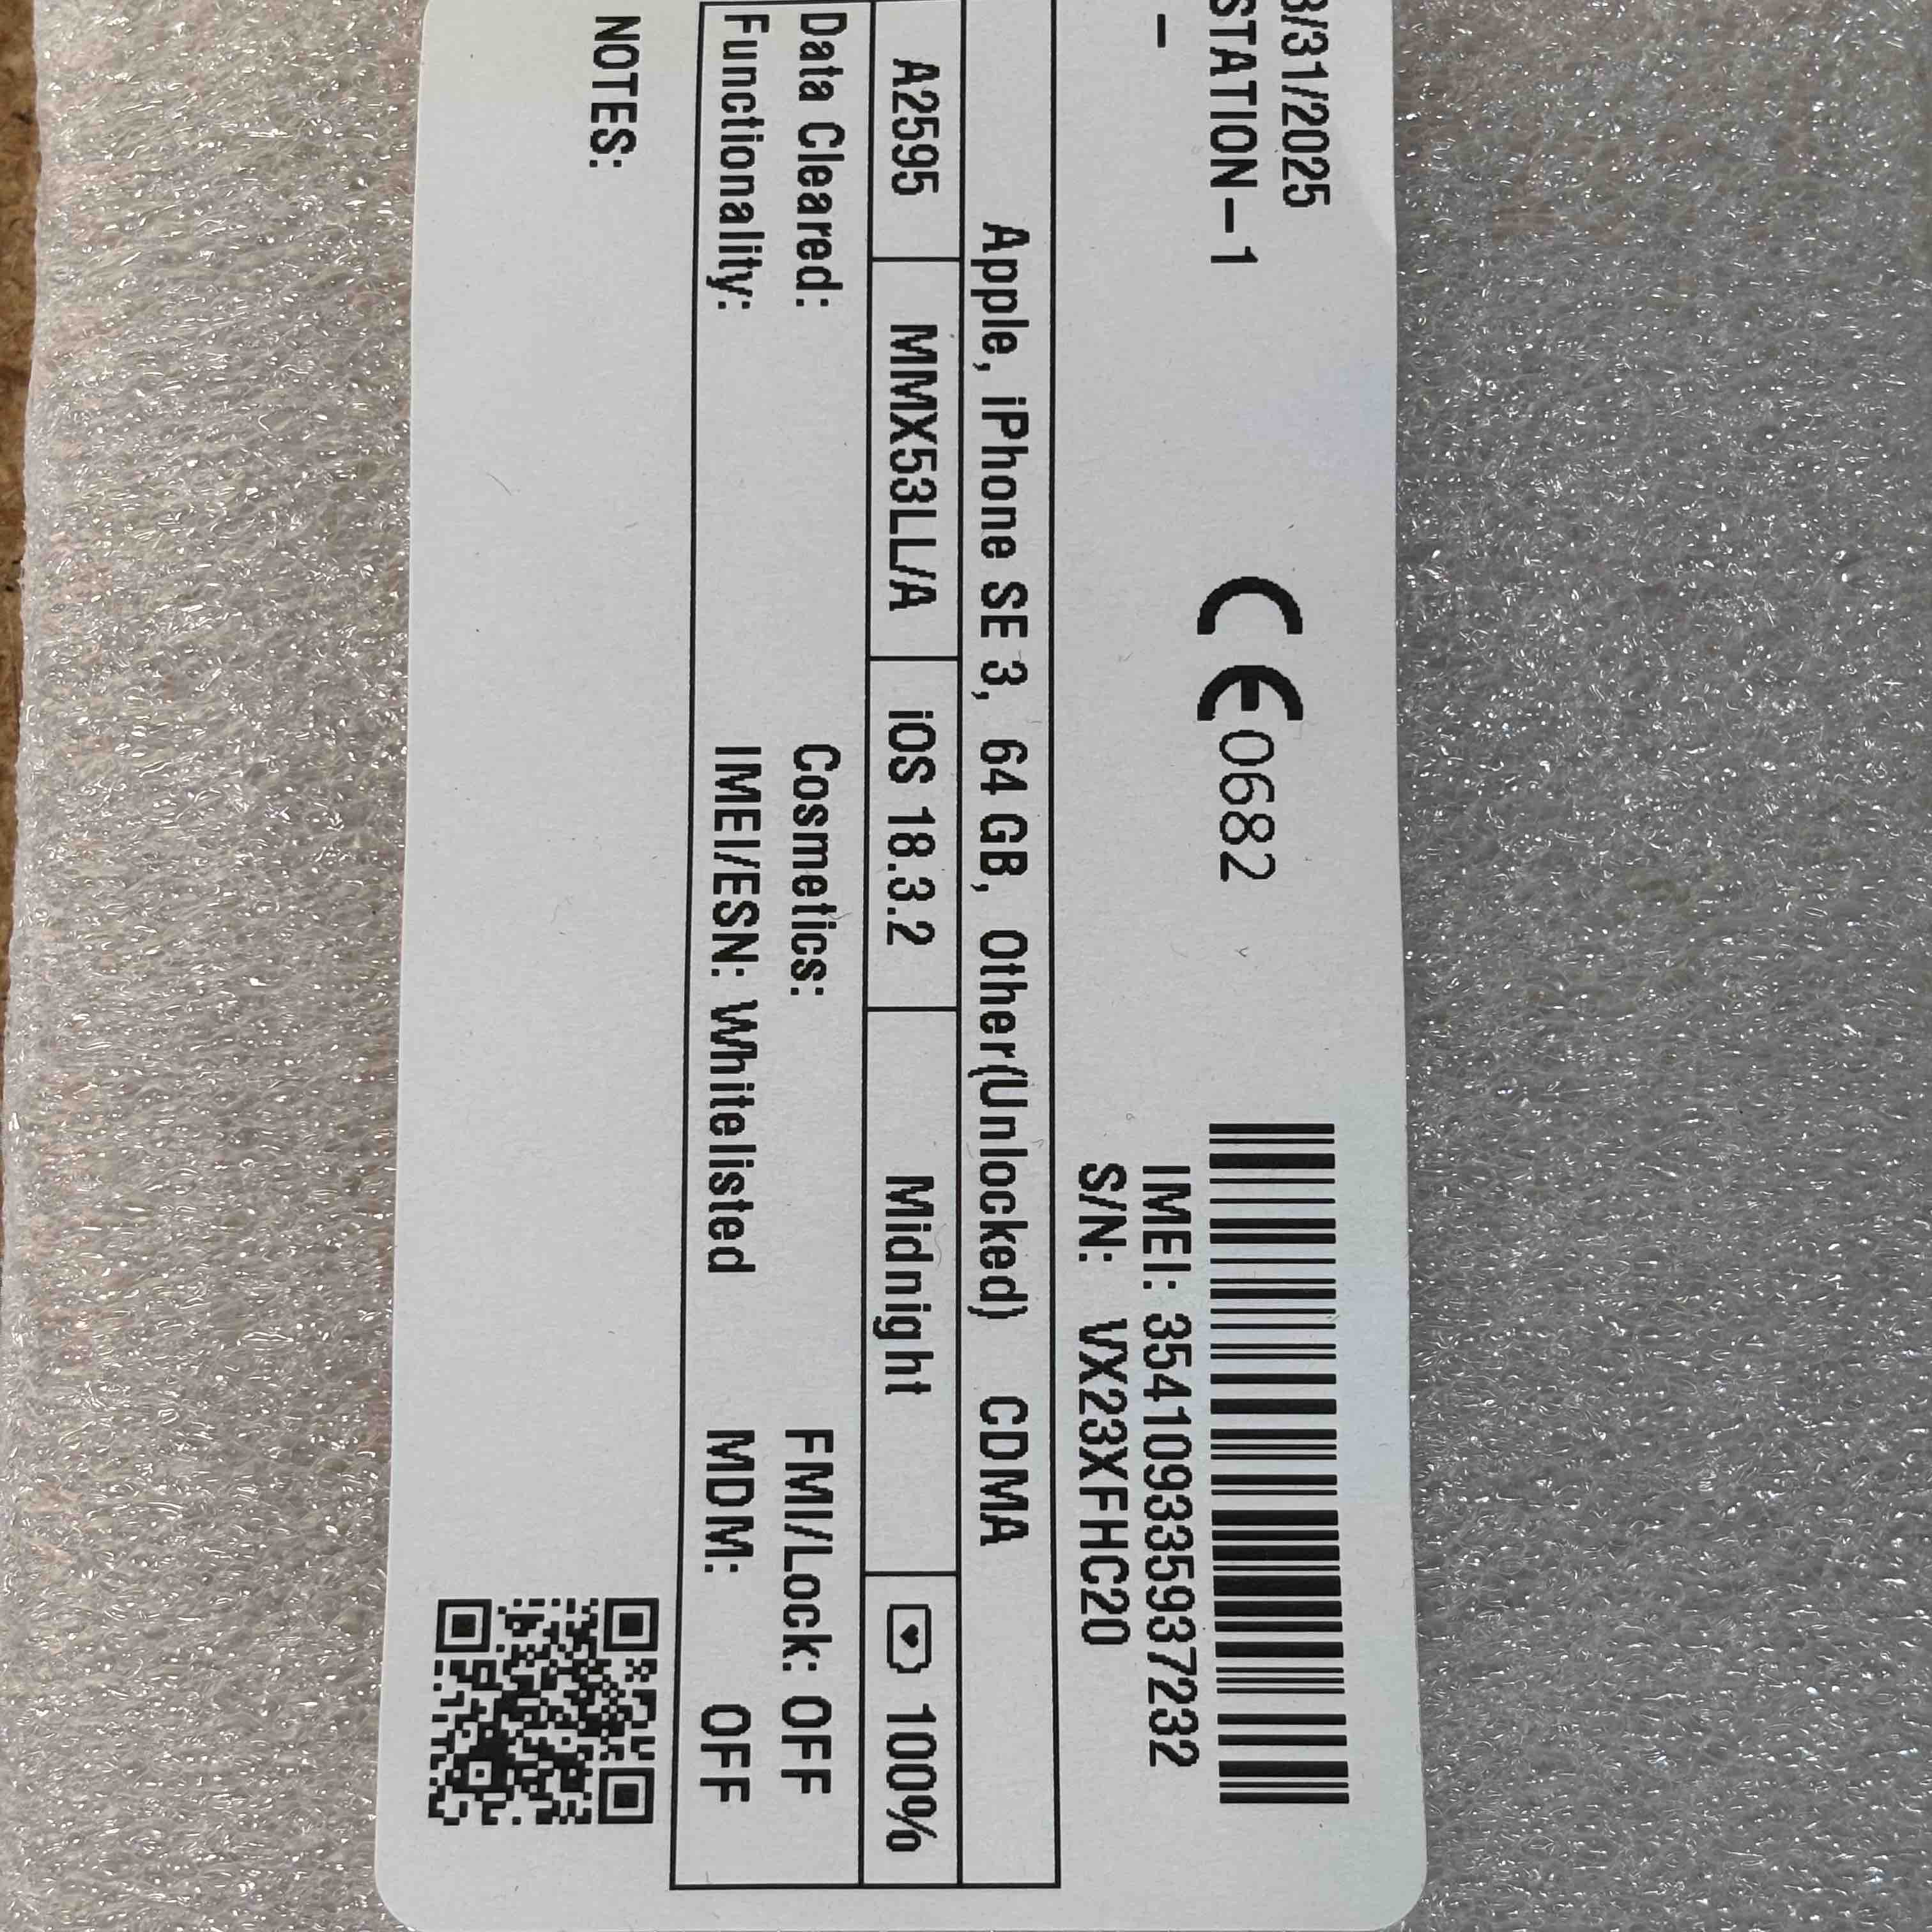 3/31/2025
STATION-1
-
CE0682
IMEI: 354109335937232
S/N: VX23XFHC20
Apple, iPhone SE 3, 64 GB, Other(Unlocked) CDMA
A2595 MMX53LL/A iOS 18.3.2 Midnight 100%
Data Cleared: Cosmetics: FMI/Lock: OFF
Functionality: IMEI/ESN: Whitelisted MDM: OFF
NOTES: